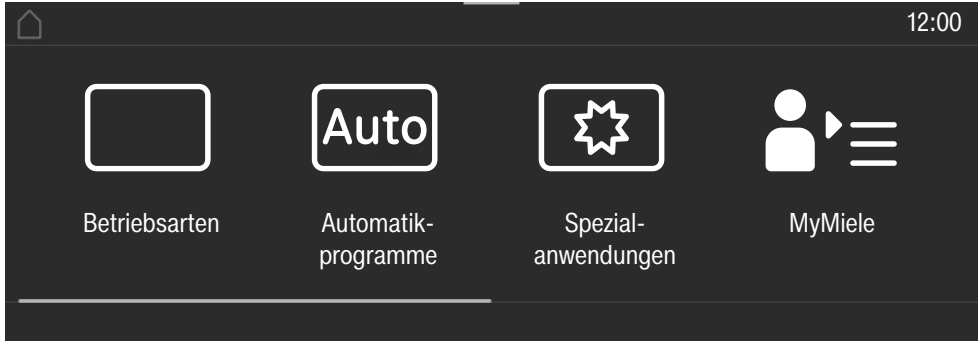 12:00
Auto
Betriebsarten
Automatik-
programme
Spezial-
anwendungen
MyMiele